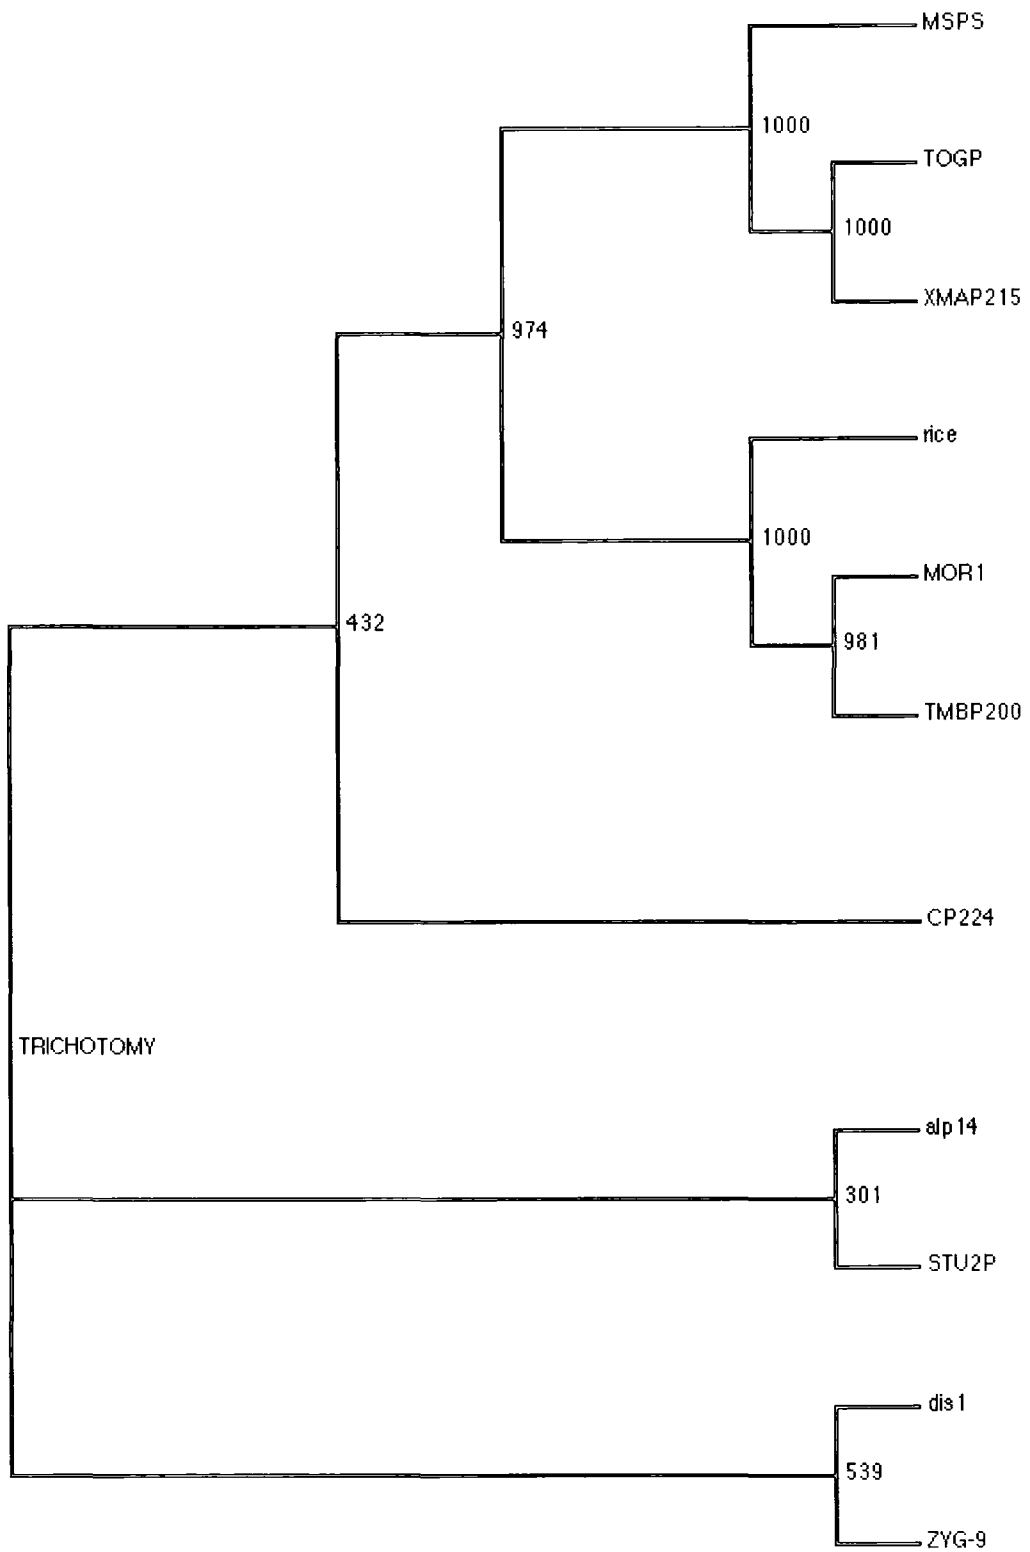 MSPS
1000
TOGP
1000
XMAP215
974
rice
1000
MOR1
981
432
TMBP200
CP224
TRICHOTOMY
alp14
301
STU2P
dis1
539
ZYG-9